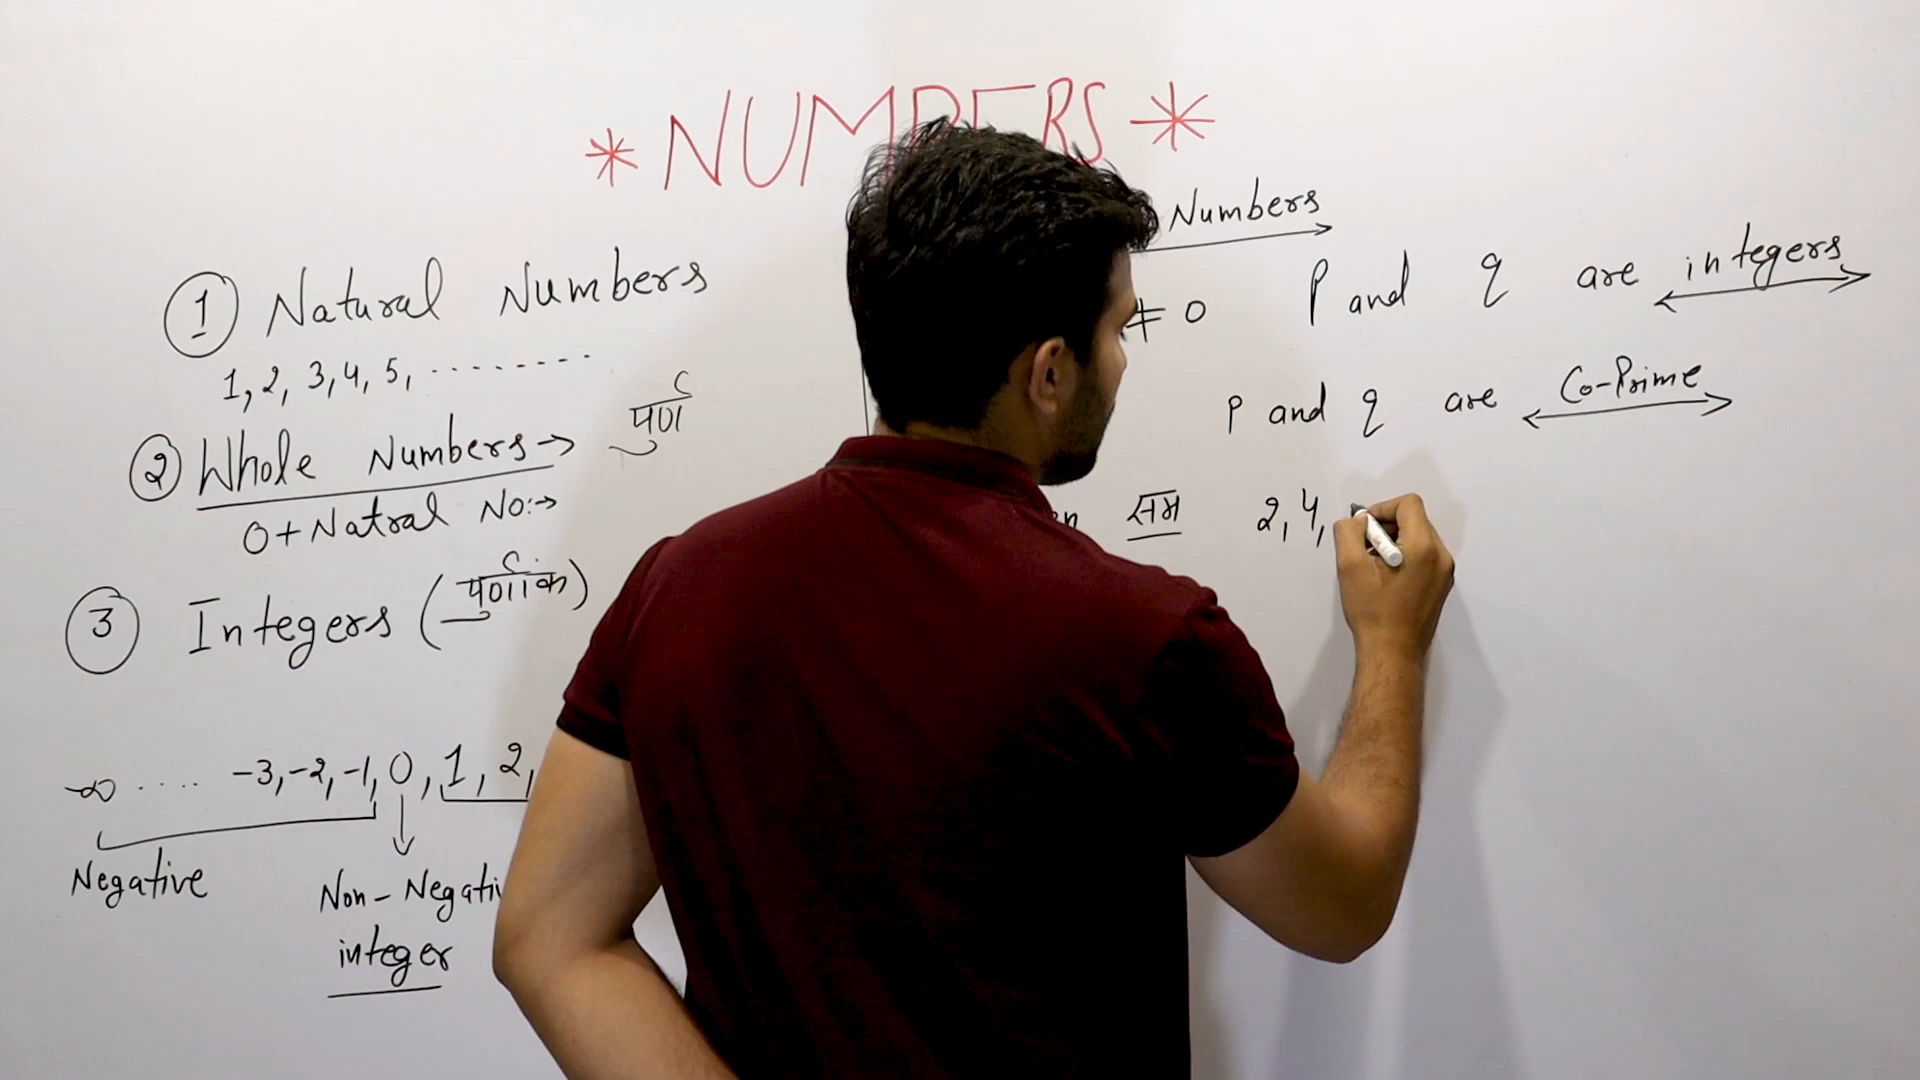 * NUMBERS *
① Natural Numbers
1, 2, 3, 4, 5, ........
② Whole Numbers →
पूर्ण
0 + Natral No:→
③ Integers (पूर्णांक)
-∞ .... -3, -2, -1, 0, 1, 2,
Negative
Non-Negati
integer
Numbers
≠ 0 P and q are integers
P and q are Co-Prime
en सम 2, 4,